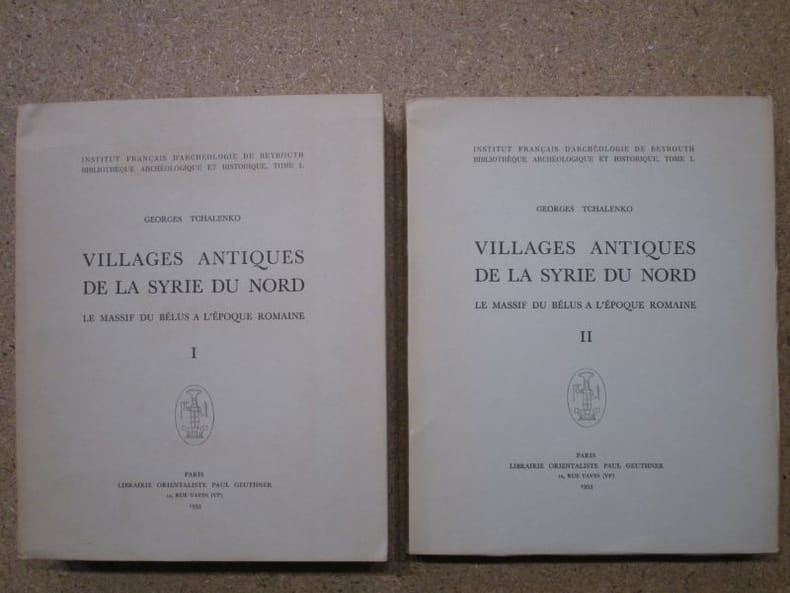 INSTITUT FRANÇAIS D'ARCHÉOLOGIE DE BEYROUTH
BIBLIOTHÈQUE ARCHÉOLOGIQUE ET HISTORIQUE, TOME L
GEORGES TCHALENKO
VILLAGES ANTIQUES
DE LA SYRIE DU NORD
LE MASSIF DU BÉLUS A L'ÉPOQUE ROMAINE
I
PARIS
LIBRAIRIE ORIENTALISTE PAUL GEUTHNER
12, RUE VAVIN (VIᵉ)
1953
INSTITUT FRANÇAIS D'ARCHÉOLOGIE DE BEYROUTH
BIBLIOTHÈQUE ARCHÉOLOGIQUE ET HISTORIQUE, TOME L
GEORGES TCHALENKO
VILLAGES ANTIQUES
DE LA SYRIE DU NORD
LE MASSIF DU BÉLUS A L'ÉPOQUE ROMAINE
II
PARIS
LIBRAIRIE ORIENTALISTE PAUL GEUTHNER
12, RUE VAVIN (VIᵉ)
1953